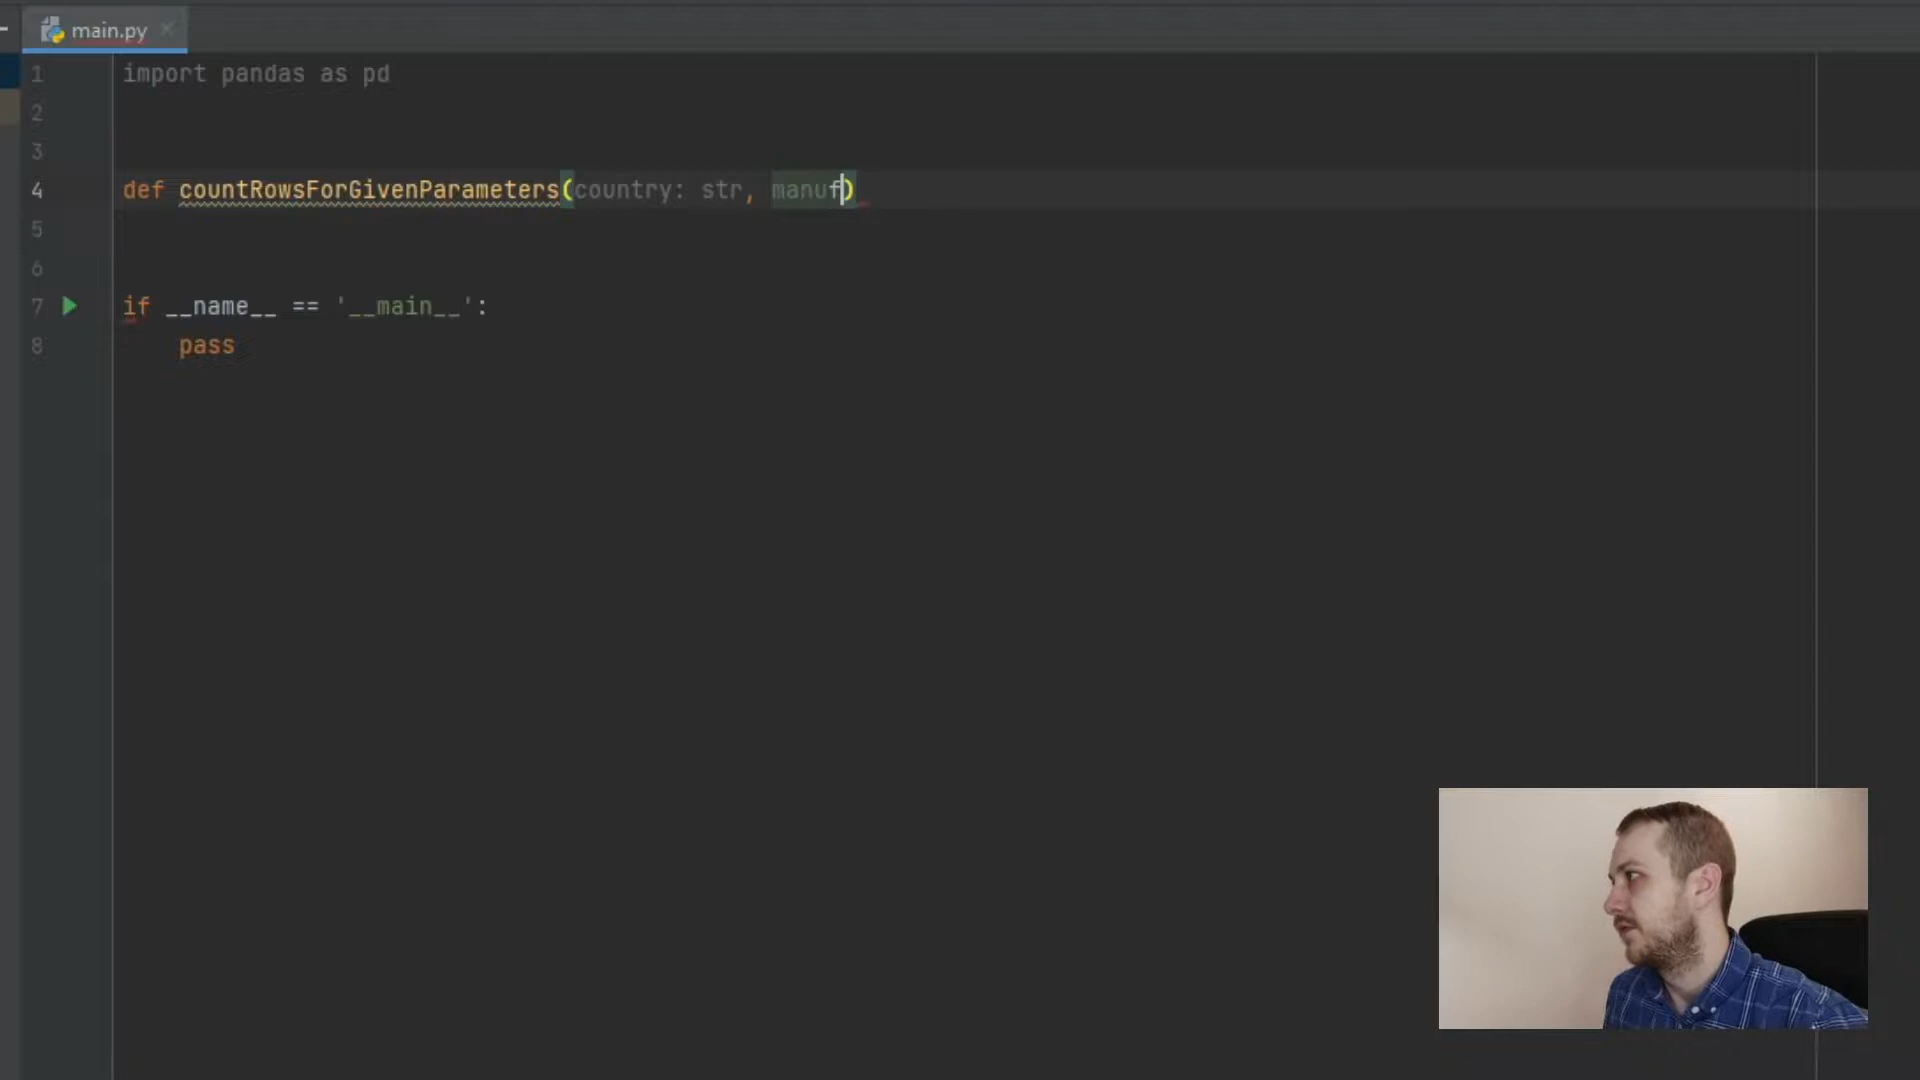 main.py
1 import pandas as pd
2
3
4 def countRowsForGivenParameters(country: str, manuf)
5
6
7 if __name__ == '__main__':
8 pass